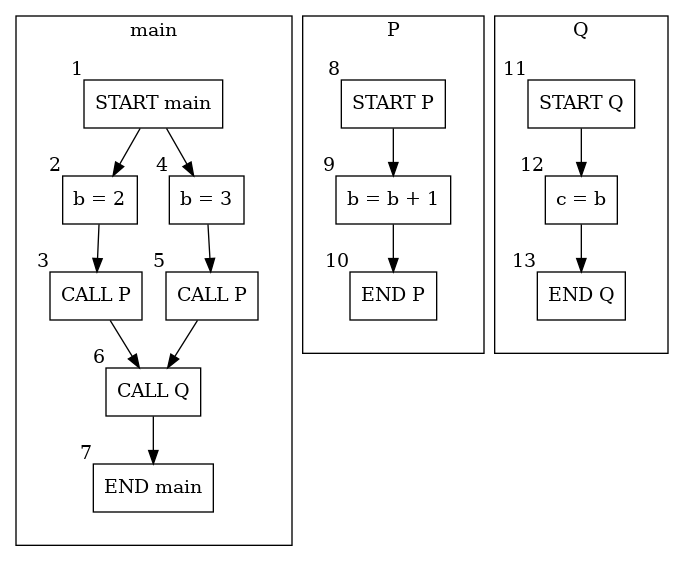 main
1
START main
2
b = 2
4
b = 3
3
CALL P
5
CALL P
6
CALL Q
7
END main
P
8
START P
9
b = b + 1
10
END P
Q
11
START Q
12
c = b
13
END Q